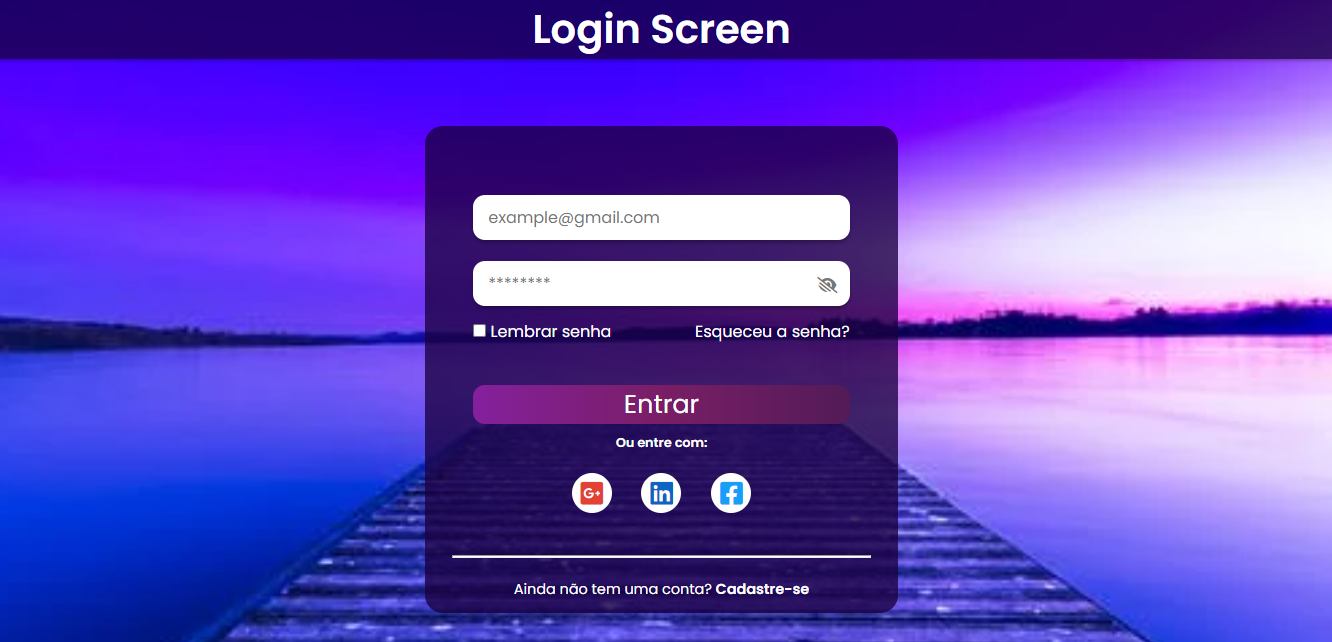 Login Screen
example@gmail.com
********
Lembrar senha
Esqueceu a senha?
Entrar
Ou entre com:
G+ in f
Ainda não tem uma conta? Cadastre-se